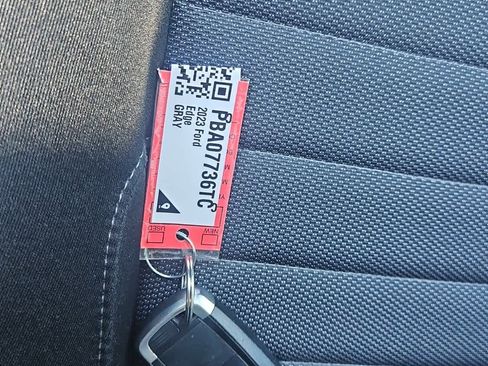 PBA07736TC
2023 Ford
Edge
GRAY
USED
NEW